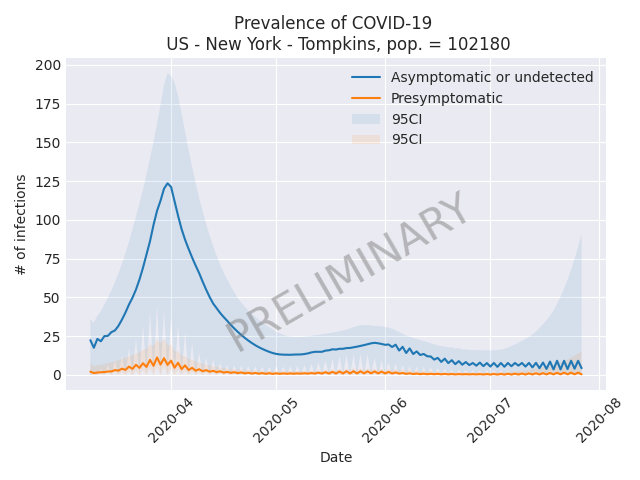 Prevalence of COVID-19
US - New York - Tompkins, pop. = 102180
200
175
150
125
100
75
50
25
0
# of infections
Asymptomatic or undetected
Presymptomatic
95CI
95CI
PRELIMINARY
2020-04
2020-05
2020-06
2020-07
2020-08
Date